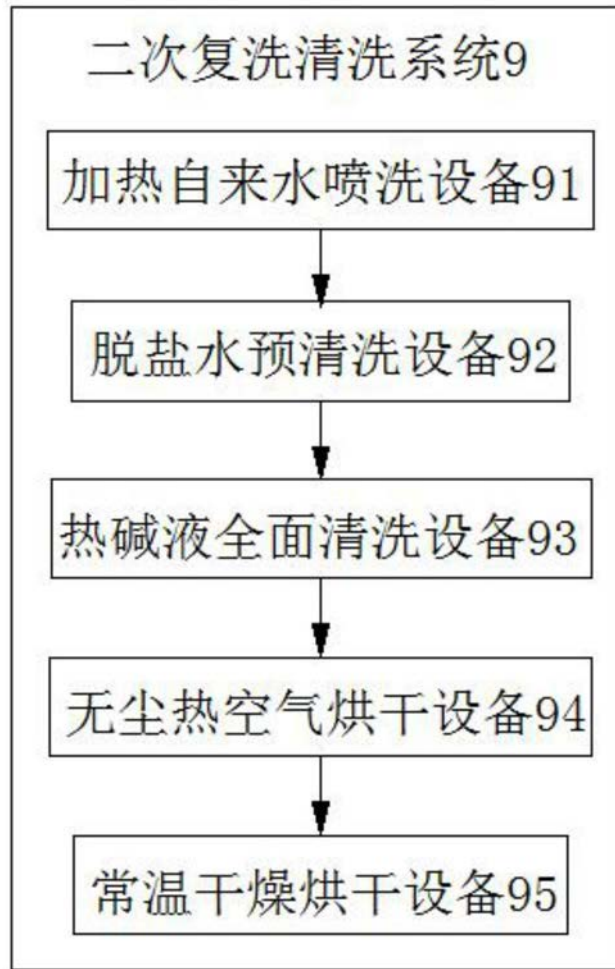 二次复洗清洗系统9
加热自来水喷洗设备91
脱盐水预清洗设备92
热碱液全面清洗设备93
无尘热空气烘干设备94
常温干燥烘干设备95